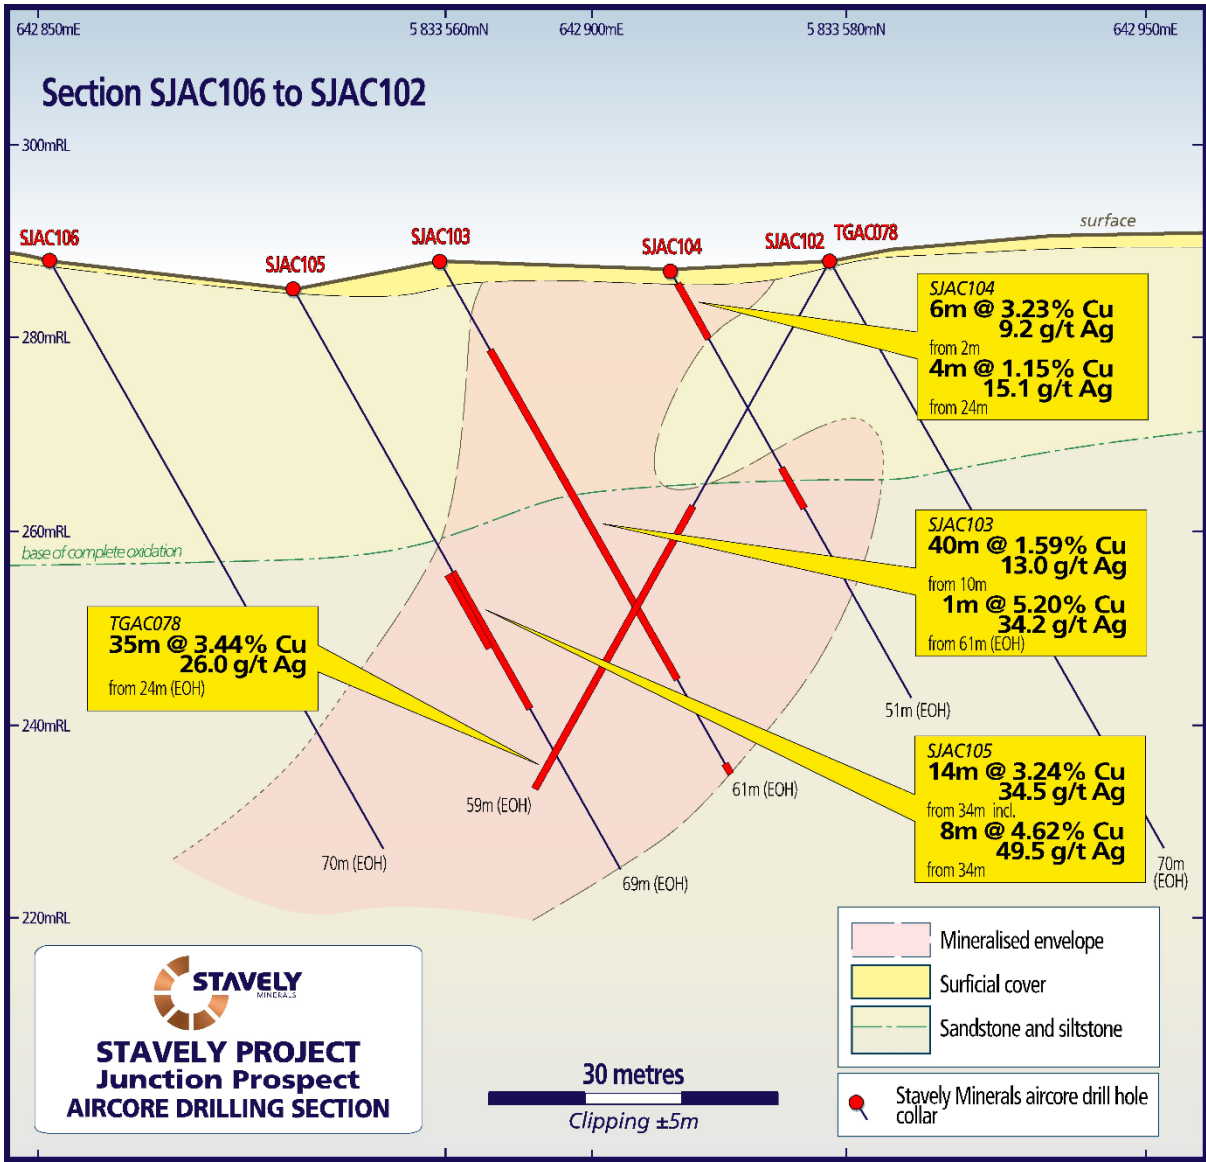 642 850mE
5 833 560mN
642 900mE
5 833 580mN
642 950mE
Section SJAC106 to SJAC102
300mRL
280mRL
260mRL
240mRL
220mRL
SJAC106
SJAC105
SJAC103
SJAC104
SJAC102
TGAC078
surface
SJAC104
6m @ 3.23% Cu
9.2 g/t Ag
from 2m
4m @ 1.15% Cu
15.1 g/t Ag
from 24m
base of complete oxidation
SJAC103
40m @ 1.59% Cu
13.0 g/t Ag
from 10m
1m @ 5.20% Cu
34.2 g/t Ag
from 61m (EOH)
TGAC078
35m @ 3.44% Cu
26.0 g/t Ag
from 24m (EOH)
SJAC105
14m @ 3.24% Cu
34.5 g/t Ag
from 34m incl.
8m @ 4.62% Cu
49.5 g/t Ag
from 34m
51m (EOH)
61m (EOH)
59m (EOH)
70m (EOH)
69m (EOH)
70m
(EOH)
Mineralised envelope
Surficial cover
Sandstone and siltstone
Stavely Minerals aircore drill hole
collar
STAVELY
MINERALS
STAVELY PROJECT
Junction Prospect
AIRCORE DRILLING SECTION
30 metres
Clipping ±5m